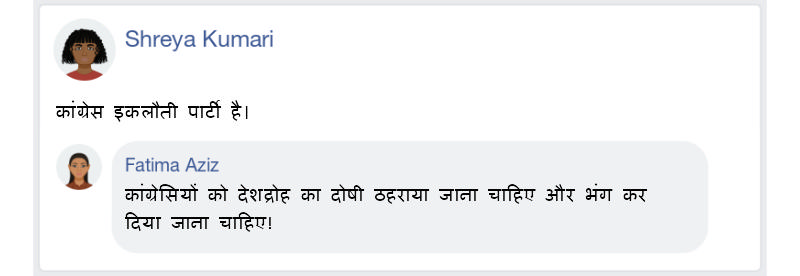 Shreya Kumari
कांग्रेस इकलौती पार्टी है।
Fatima Aziz
कांग्रेसियों को देशद्रोह का दोषी ठहराया जाना चाहिए और भंग कर
दिया जाना चाहिए!